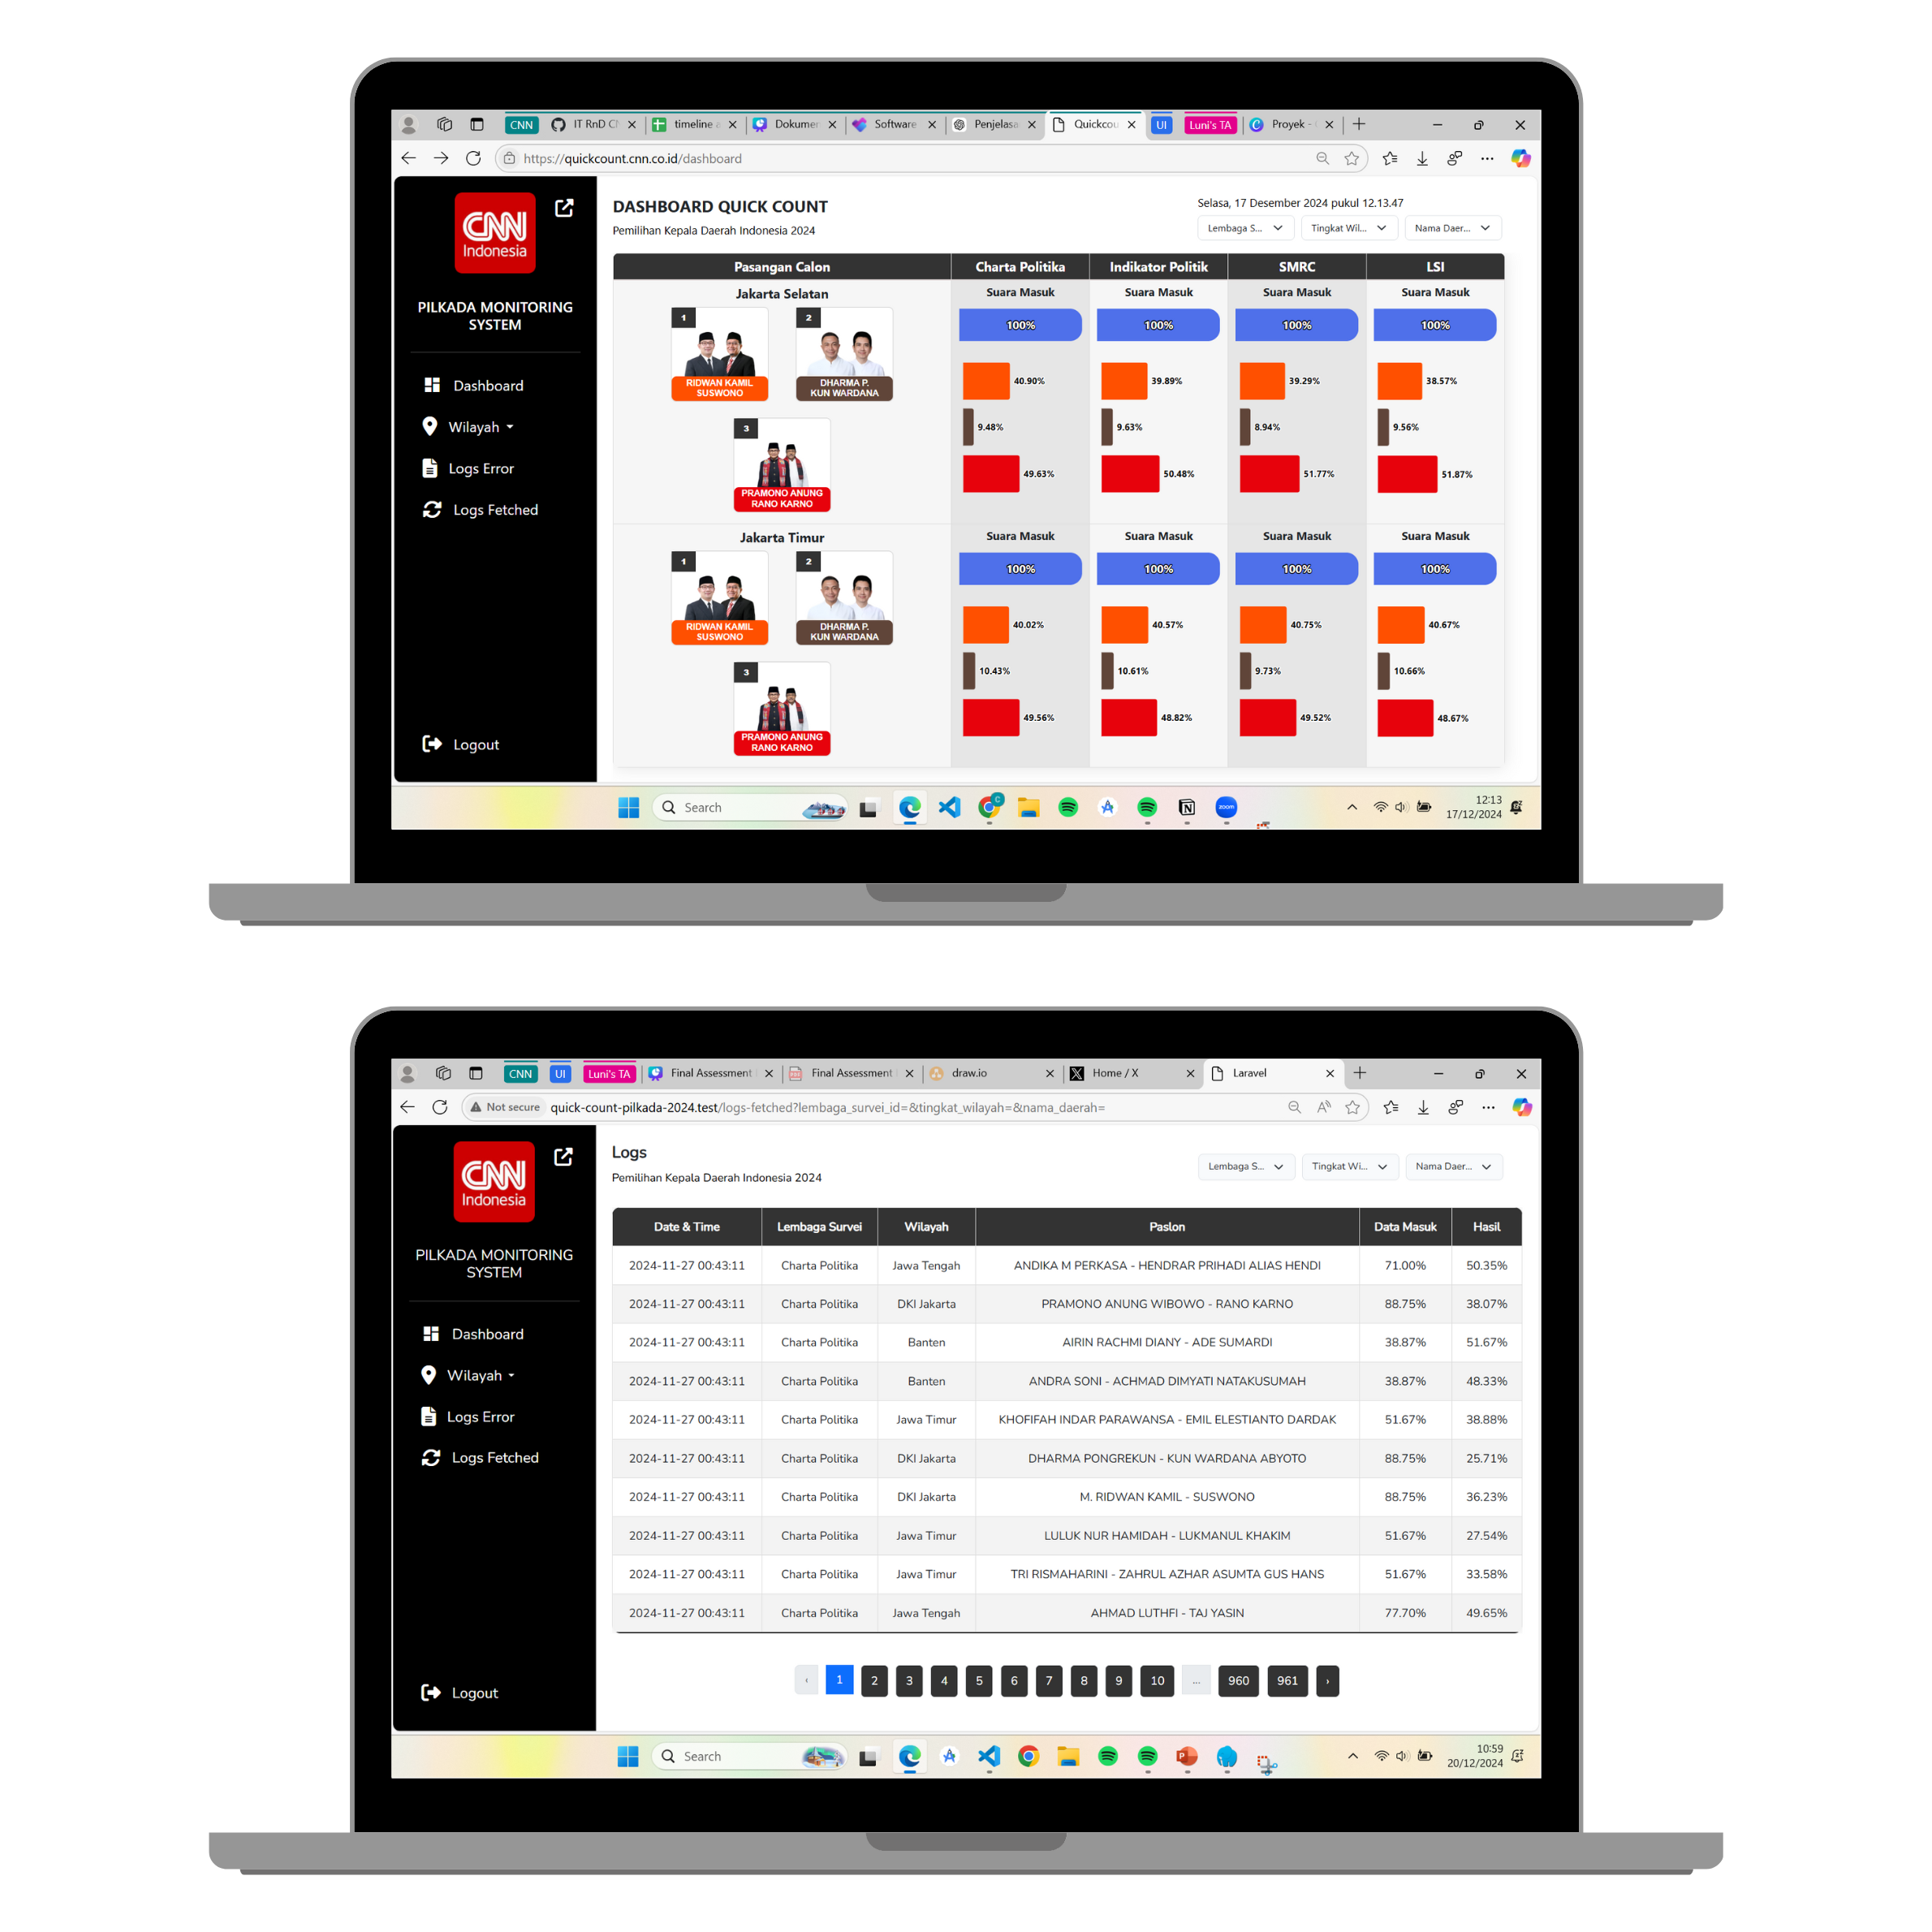 CNN IT RnD CN timeline a Dokumen Software Penjelasa Quickcou UI Luni's TA Proyek -
https://quickcount.cnn.co.id/dashboard
CNN
Indonesia
PILKADA MONITORING
SYSTEM
Dashboard
Wilayah
Logs Error
Logs Fetched
Logout
DASHBOARD QUICK COUNT
Pemilihan Kepala Daerah Indonesia 2024
Selasa, 17 Desember 2024 pukul 12.13.47
Lembaga S... Tingkat Wil... Nama Daer...
Pasangan Calon Charta Politika Indikator Politik SMRC LSI
Jakarta Selatan Suara Masuk Suara Masuk Suara Masuk Suara Masuk
100% 100% 100% 100%
1 2
RIDWAN KAMIL
SUSWONO
DHARMA P.
KUN WARDANA
40.90% 39.89% 39.29% 38.57%
9.48% 9.63% 8.94% 9.56%
3
PRAMONO ANUNG
RANO KARNO
49.63% 50.48% 51.77% 51.87%
Jakarta Timur Suara Masuk Suara Masuk Suara Masuk Suara Masuk
100% 100% 100% 100%
1 2
RIDWAN KAMIL
SUSWONO
DHARMA P.
KUN WARDANA
40.02% 40.57% 40.75% 40.67%
10.43% 10.61% 9.73% 10.66%
3
PRAMONO ANUNG
RANO KARNO
49.56% 48.82% 49.52% 48.67%
Search zoom
12:13
17/12/2024
CNN UI Luni's TA Final Assessment Final Assessment draw.io Home / X Laravel
Not secure quick-count-pilkada-2024.test/logs-fetched?lembaga_survei_id=&tingkat_wilayah=&nama_daerah=
CNN
Indonesia
PILKADA MONITORING
SYSTEM
Dashboard
Wilayah
Logs Error
Logs Fetched
Logout
Logs
Pemilihan Kepala Daerah Indonesia 2024
Lembaga S... Tingkat Wi... Nama Daer...
Date & Time Lembaga Survei Wilayah Paslon Data Masuk Hasil
2024-11-27 00:43:11 Charta Politika Jawa Tengah ANDIKA M PERKASA - HENDRAR PRIHADI ALIAS HENDI 71.00% 50.35%
2024-11-27 00:43:11 Charta Politika DKI Jakarta PRAMONO ANUNG WIBOWO - RANO KARNO 88.75% 38.07%
2024-11-27 00:43:11 Charta Politika Banten AIRIN RACHMI DIANY - ADE SUMARDI 38.87% 51.67%
2024-11-27 00:43:11 Charta Politika Banten ANDRA SONI - ACHMAD DIMYATI NATAKUSUMAH 38.87% 48.33%
2024-11-27 00:43:11 Charta Politika Jawa Timur KHOFIFAH INDAR PARAWANSA - EMIL ELESTIANTO DARDAK 51.67% 38.88%
2024-11-27 00:43:11 Charta Politika DKI Jakarta DHARMA PONGREKUN - KUN WARDANA ABYOTO 88.75% 25.71%
2024-11-27 00:43:11 Charta Politika DKI Jakarta M. RIDWAN KAMIL - SUSWONO 88.75% 36.23%
2024-11-27 00:43:11 Charta Politika Jawa Timur LULUK NUR HAMIDAH - LUKMANUL KHAKIM 51.67% 27.54%
2024-11-27 00:43:11 Charta Politika Jawa Timur TRI RISMAHARINI - ZAHRUL AZHAR ASUMTA GUS HANS 51.67% 33.58%
2024-11-27 00:43:11 Charta Politika Jawa Tengah AHMAD LUTHFI - TAJ YASIN 77.70% 49.65%
‹ 1 2 3 4 5 6 7 8 9 10 ... 960 961 ›
Search
10:59
20/12/2024